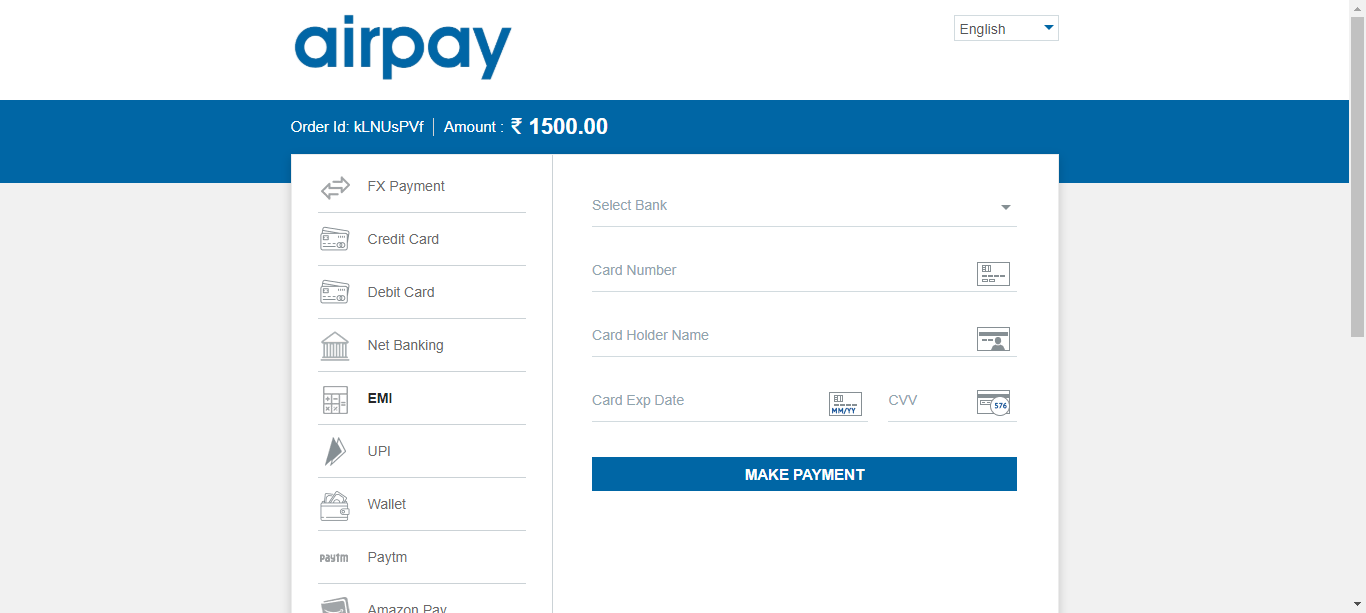 airpay
English
Order Id: kLNUsPVf | Amount : ₹ 1500.00
FX Payment
Credit Card
Debit Card
Net Banking
EMI
UPI
Wallet
Paytm
Paytm
Amazon Pay
Select Bank
Card Number
Card Holder Name
Card Exp Date
MM/YY
CVV
576
MAKE PAYMENT